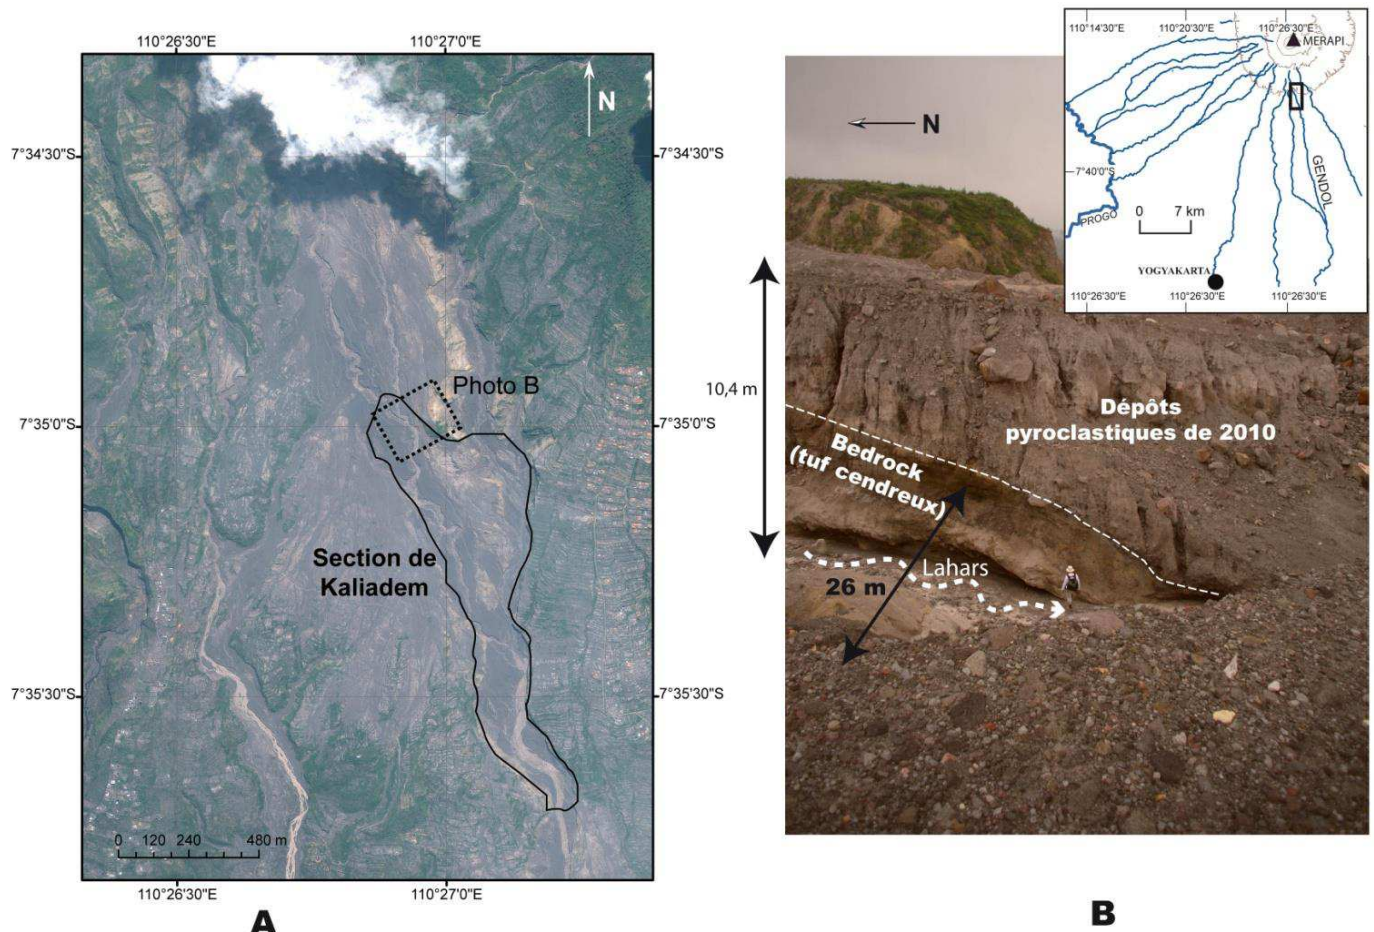 110°26'30"E 110°27'0"E
N
7°34'30"S 7°34'30"S
Photo B
7°35'0"S 7°35'0"S
Section de
Kaliadem
7°35'30"S 7°35'30"S
0 120 240 480 m
110°26'30"E 110°27'0"E
A
N
10,4 m
Dépôts
pyroclastiques de 2010
Bedrock
(tuf cendreux)
Lahars
26 m
110°14'30"E 110°20'30"E 110°26'30"E
MERAPI
7°40'0"S
GENDOL
PROGO
0 7 km
YOGYAKARTA
110°26'30"E 110°26'30"E 110°26'30"E
B